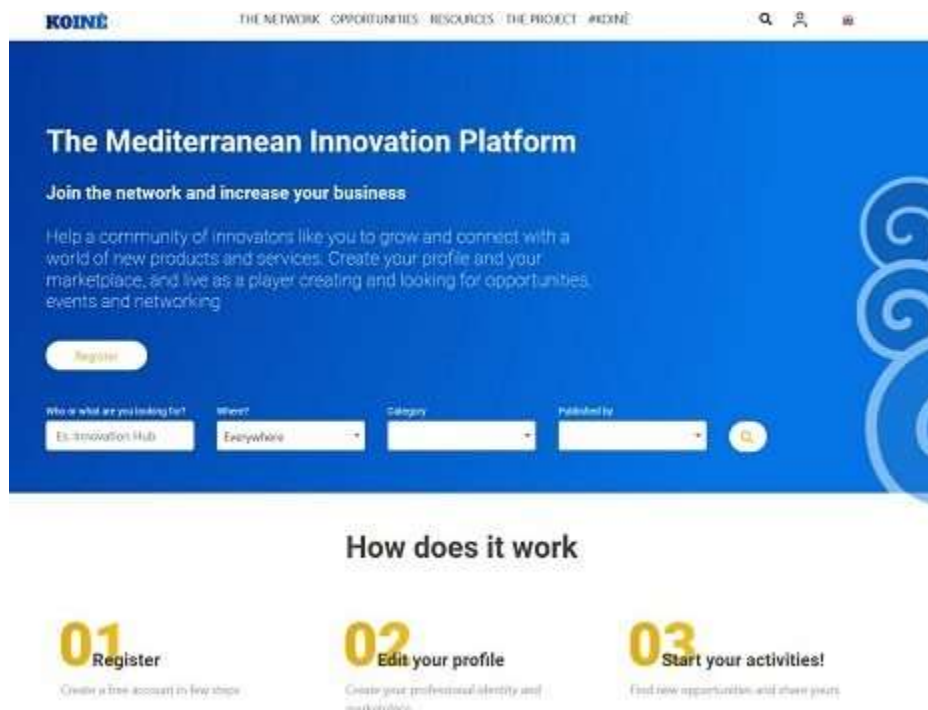 KOINÈ
THE NETWORK OPPORTUNITIES RESOURCES THE PROJECT #KOINÈ
The Mediterranean Innovation Platform
Join the network and increase your business
Help a community of innovators like you to grow and connect with a
world of new products and services. Create your profile and your
marketplace, and live as a player creating and looking for opportunities,
events and networking
Register
Who or what are you looking for? Where? Category Published by
Es. Innovation Hub Everywhere
How does it work
01 Register
02 Edit your profile
03 Start your activities!
Create a free account in few steps
Create your professional identity and
marketplace
Find new opportunities and share yours